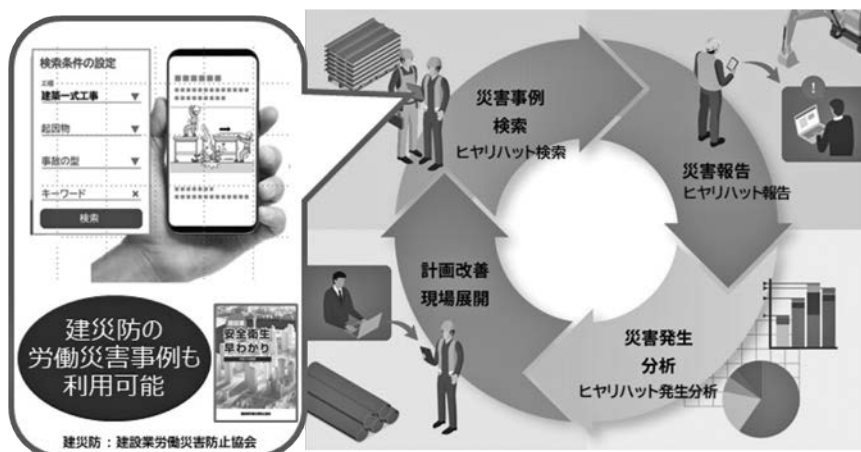 検索条件の設定
工種
建築一式工事
起因物
事故の型
キーワード
×
検索
建災防の
労働災害事例も
利用可能
安全衛生
早わかり
建災防:建設業労働災害防止協会
災害事例
検索
ヒヤリハット検索
災害報告
ヒヤリハット報告
!
災害発生
分析
ヒヤリハット発生分析
計画改善
現場展開